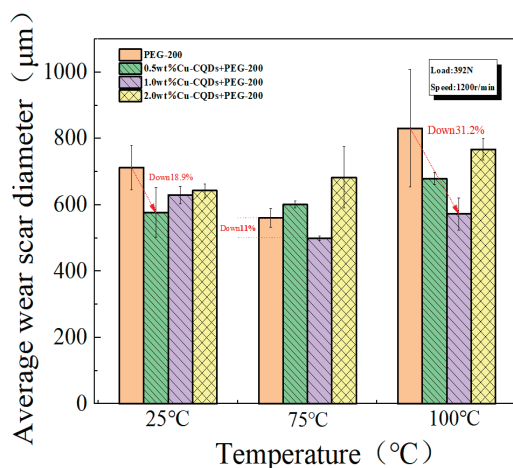 Average wear scar diameter（μm）
1000
800
600
400
200
0
PEG-200
0.5wt%Cu-CQDs+PEG-200
1.0wt%Cu-CQDs+PEG-200
2.0wt%Cu-CQDs+PEG-200
Load:392N
Speed:1200r/min
Down18.9%
Down11%
Down31.2%
25℃
75℃
100℃
Temperature（℃）